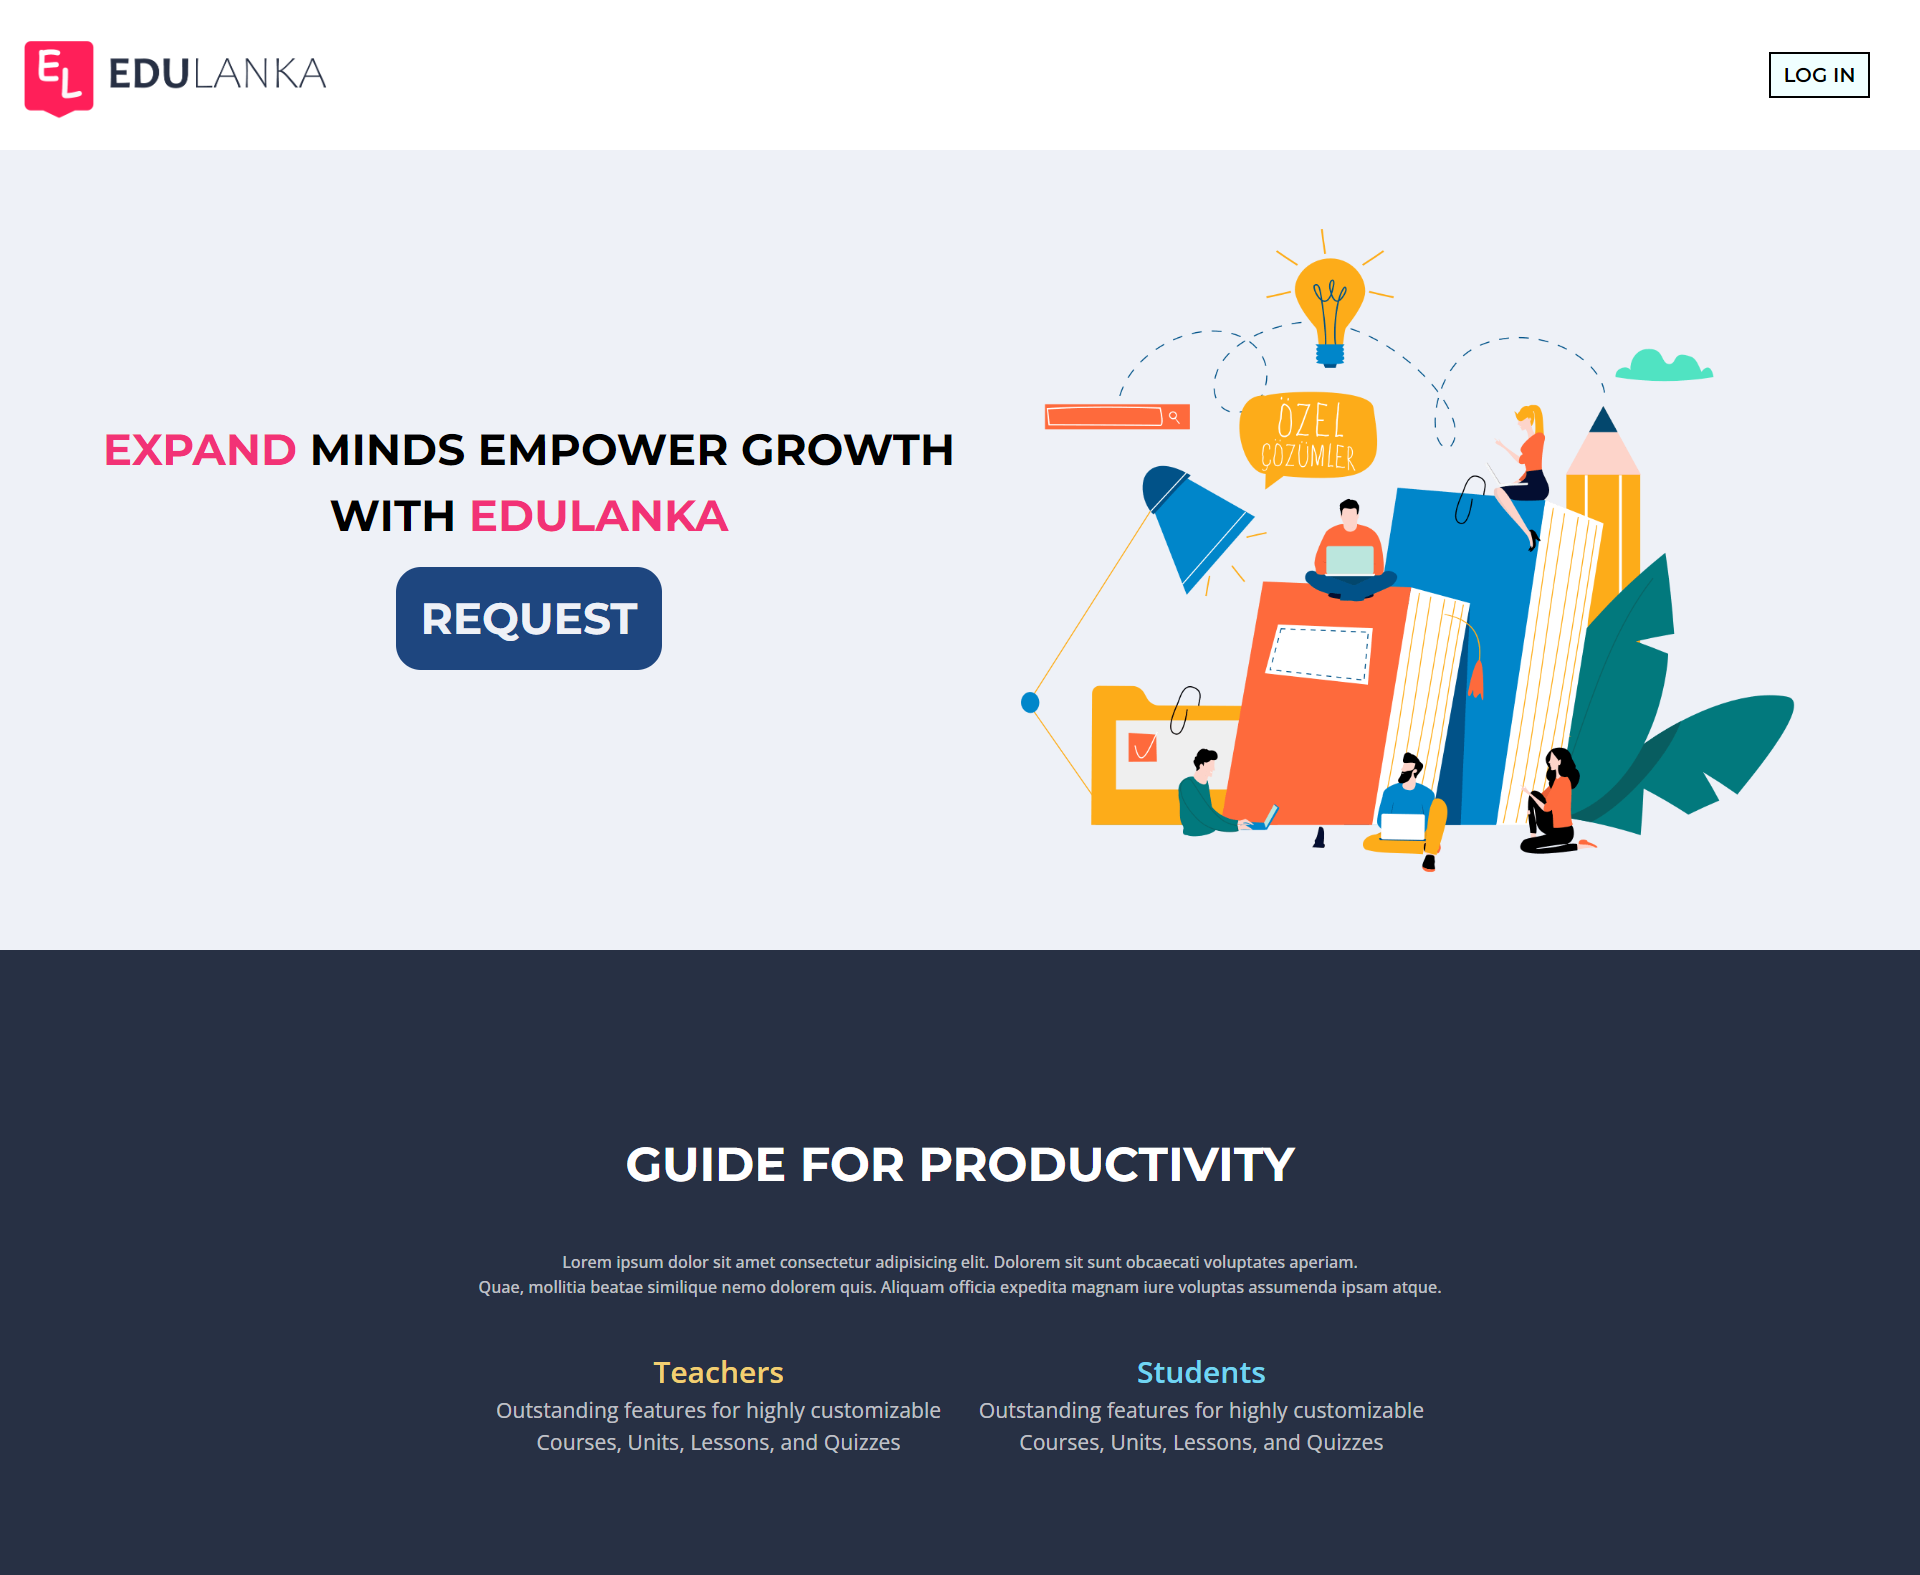 EL EDULANKA
LOG IN
EXPAND MINDS EMPOWER GROWTH
WITH EDULANKA
REQUEST
ÖZEL
ÇÖZÜMLER
GUIDE FOR PRODUCTIVITY
Lorem ipsum dolor sit amet consectetur adipisicing elit. Dolorem sit sunt obcaecati voluptates aperiam.
Quae, mollitia beatae similique nemo dolorem quis. Aliquam officia expedita magnam iure voluptas assumenda ipsam atque.
Teachers
Outstanding features for highly customizable
Courses, Units, Lessons, and Quizzes
Students
Outstanding features for highly customizable
Courses, Units, Lessons, and Quizzes